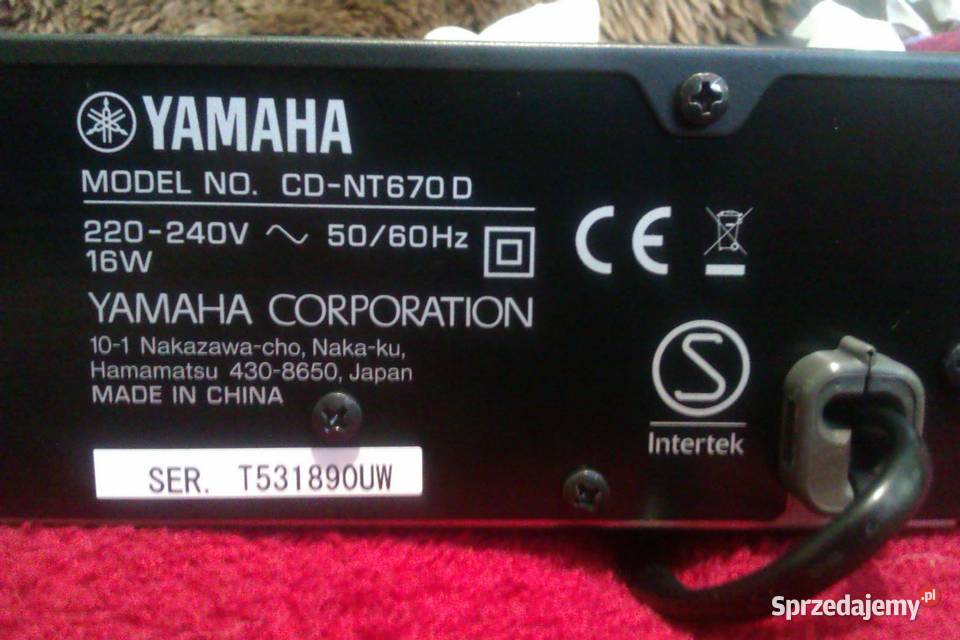 YAMAHA
MODEL NO. CD-NT670 D
220-240V ~ 50/60Hz
16W
CE
YAMAHA CORPORATION
10-1 Nakazawa-cho, Naka-ku,
Hamamatsu 430-8650, Japan
MADE IN CHINA
S
Intertek
SER. T531890UW
Sprzedajemy.pl